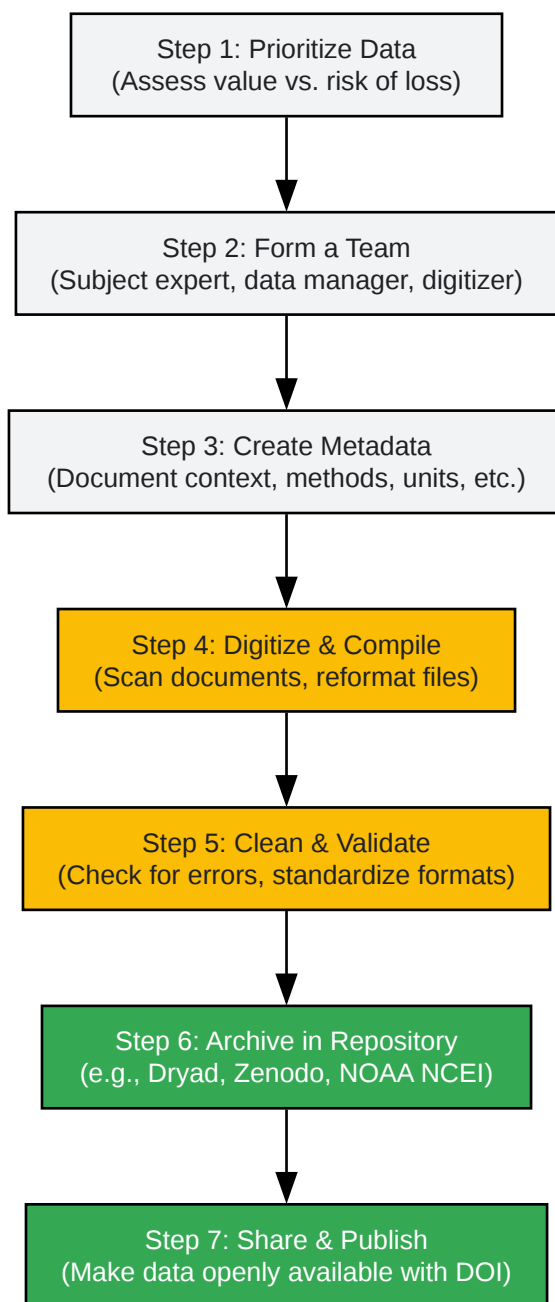 Step 1: Prioritize Data
(Assess value vs. risk of loss)
Step 2: Form a Team
(Subject expert, data manager, digitizer)
Step 3: Create Metadata
(Document context, methods, units, etc.)
Step 4: Digitize & Compile
(Scan documents, reformat files)
Step 5: Clean & Validate
(Check for errors, standardize formats)
Step 6: Archive in Repository
(e.g., Dryad, Zenodo, NOAA NCEI)
Step 7: Share & Publish
(Make data openly available with DOI)